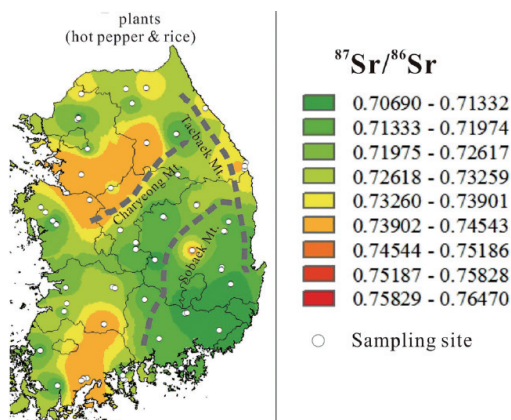 plants
(hot pepper & rice)
Taebaek Mt.
Charyeong Mt.
Soback Mt.
⁸⁷Sr/⁸⁶Sr
0.70690 - 0.71332
0.71333 - 0.71974
0.71975 - 0.72617
0.72618 - 0.73259
0.73260 - 0.73901
0.73902 - 0.74543
0.74544 - 0.75186
0.75187 - 0.75828
0.75829 - 0.76470
Sampling site